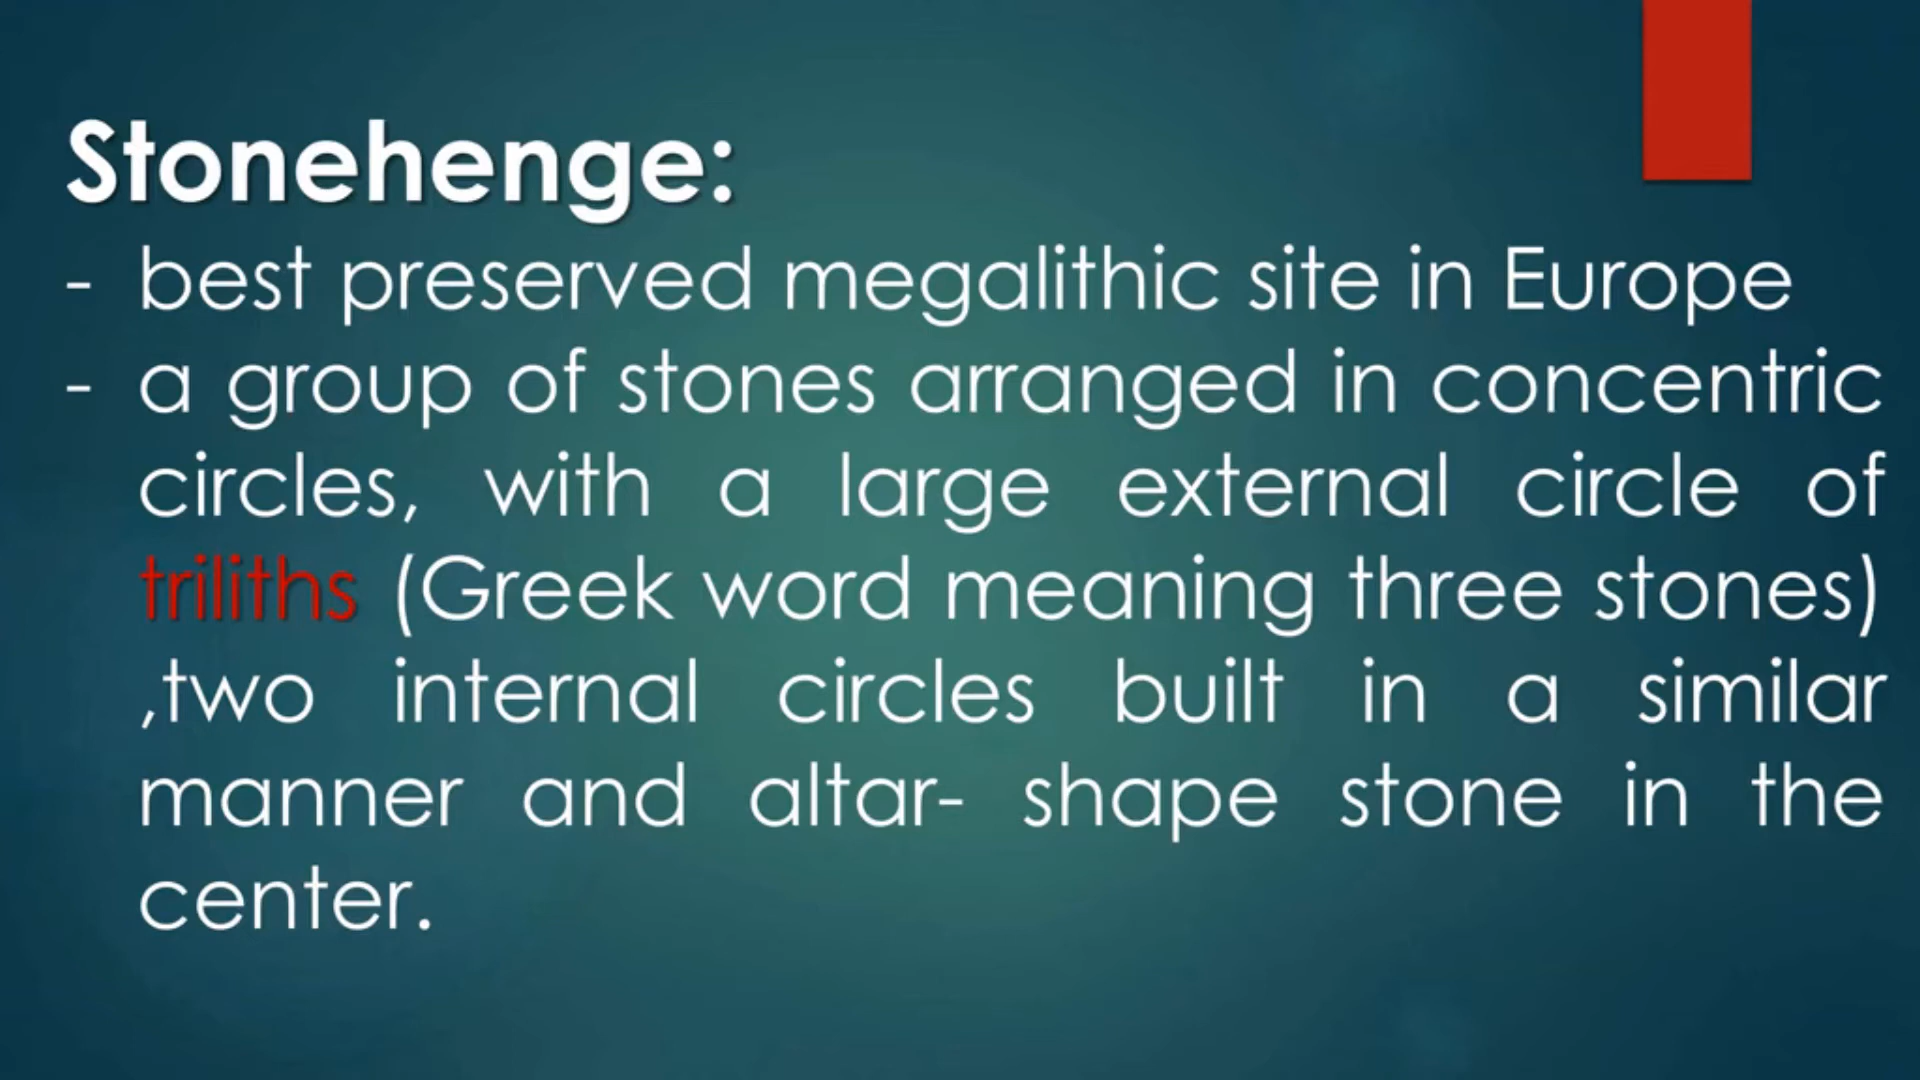 Stonehenge:
- best preserved megalithic site in Europe
- a group of stones arranged in concentric
circles, with a large external circle of
triliths (Greek word meaning three stones)
,two internal circles built in a similar
manner and altar- shape stone in the
center.